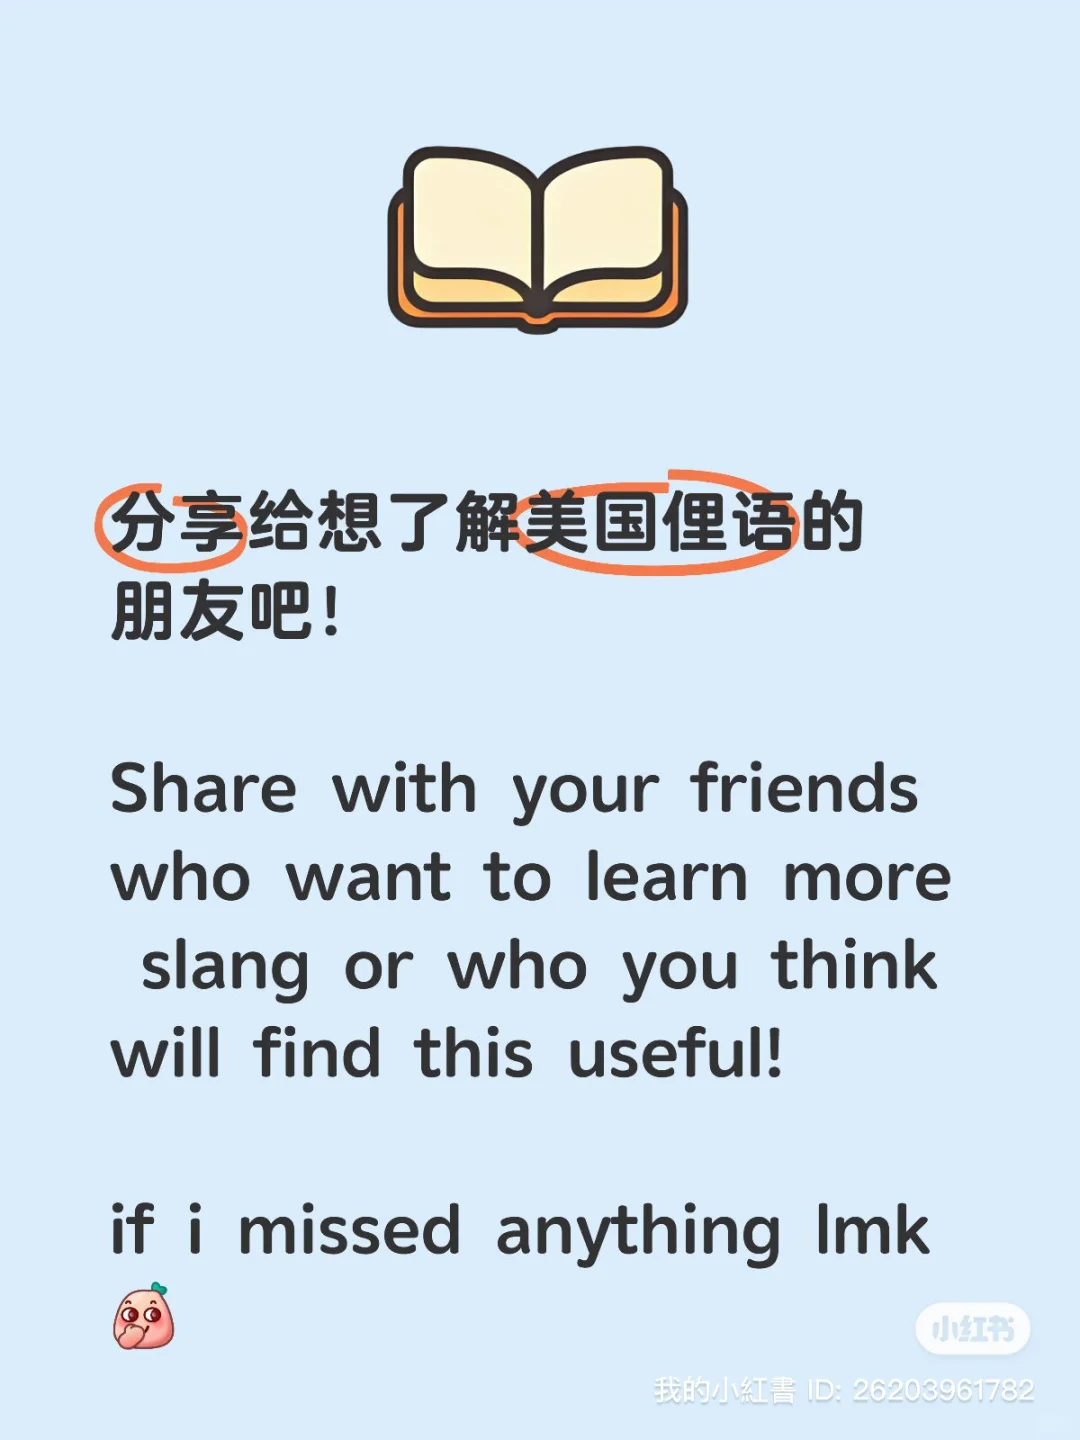 分享给想了解美国俚语的
朋友吧！
Share with your friends
who want to learn more
slang or who you think
will find this useful!
if i missed anything lmk
小红书
我的小紅書 ID: 26203961782